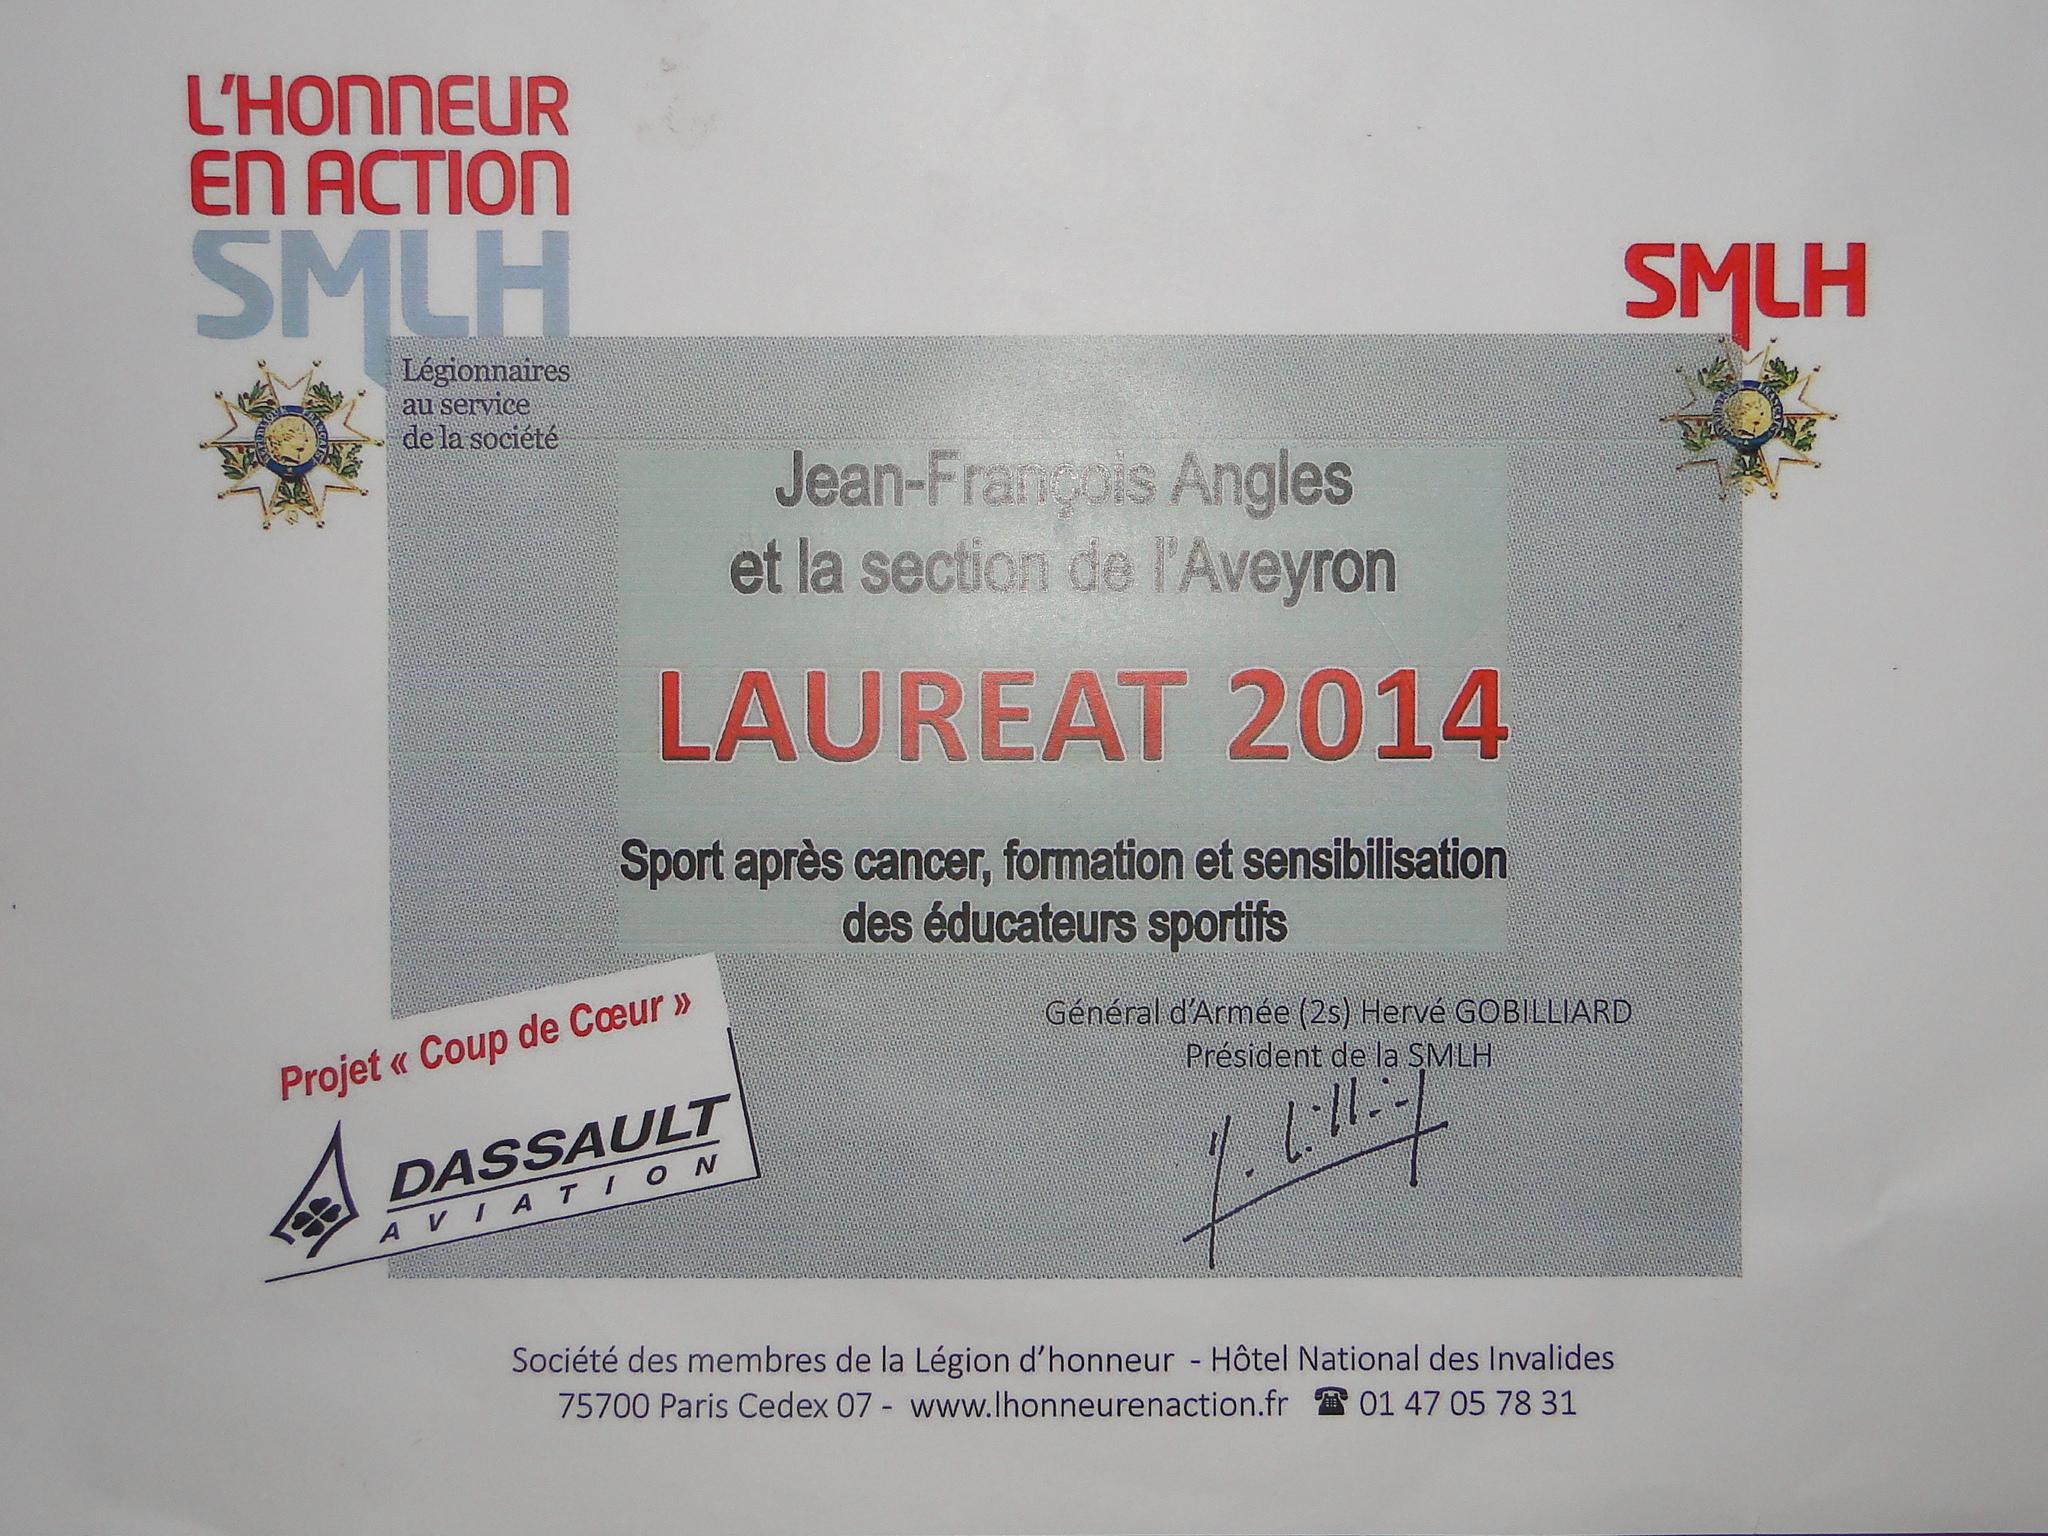 L'HONNEUR
EN ACTION
SMLH
Légionnaires
au service
de la société
SMLH
Jean-François Angles
et la section de l'Aveyron
LAUREAT 2014
Sport après cancer, formation et sensibilisation
des éducateurs sportifs
Général d'Armée (2s) Hervé GOBILLIARD
Président de la SMLH
Projet « Coup de Cœur »
DASSAULT
AVIATION
Société des membres de la Légion d'honneur - Hôtel National des Invalides
75700 Paris Cedex 07 - www.lhonneurenaction.fr ☎ 01 47 05 78 31